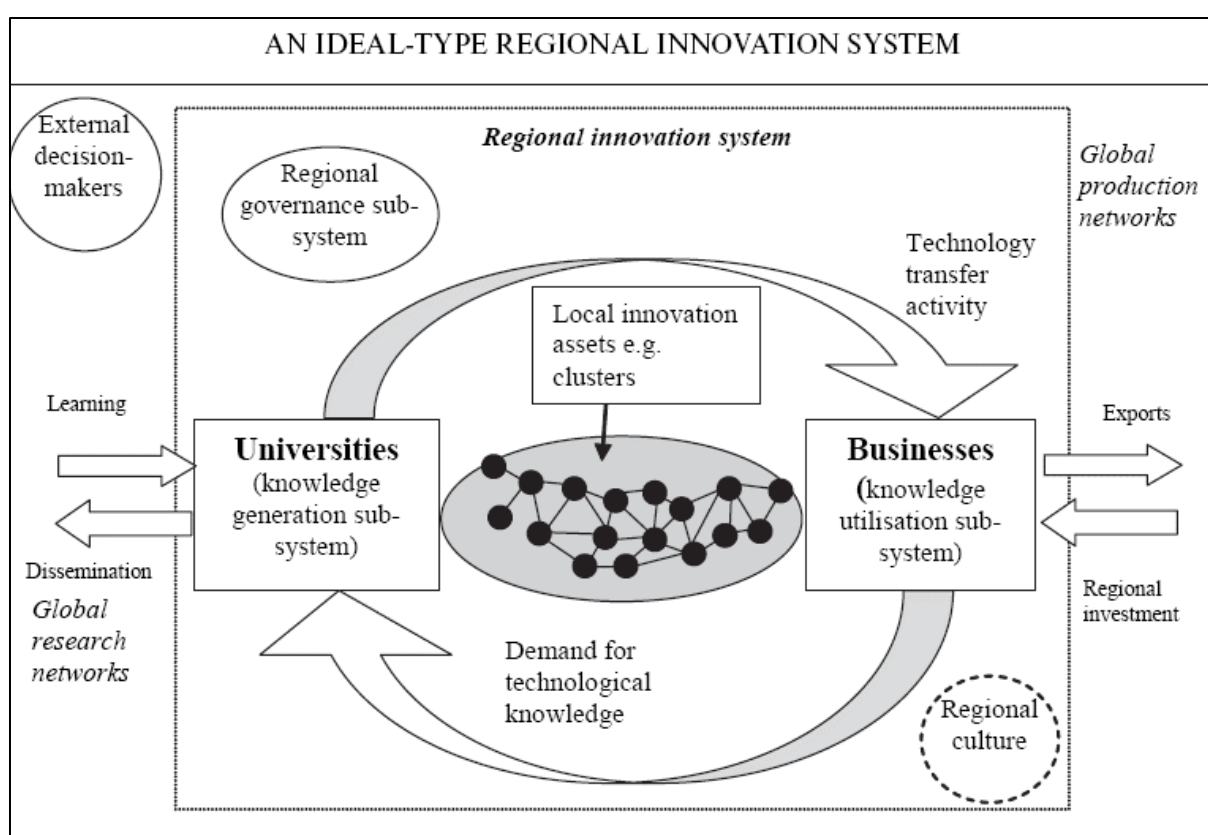 AN IDEAL-TYPE REGIONAL INNOVATION SYSTEM
External
decision-
makers
Regional innovation system
Global
production
networks
Regional
governance sub-
system
Technology
transfer
activity
Local innovation
assets e.g.
clusters
Learning
Universities
(knowledge
generation sub-
system)
Businesses
(knowledge
utilisation sub-
system)
Exports
Dissemination
Global
research
networks
Regional
investment
Demand for
technological
knowledge
Regional
culture